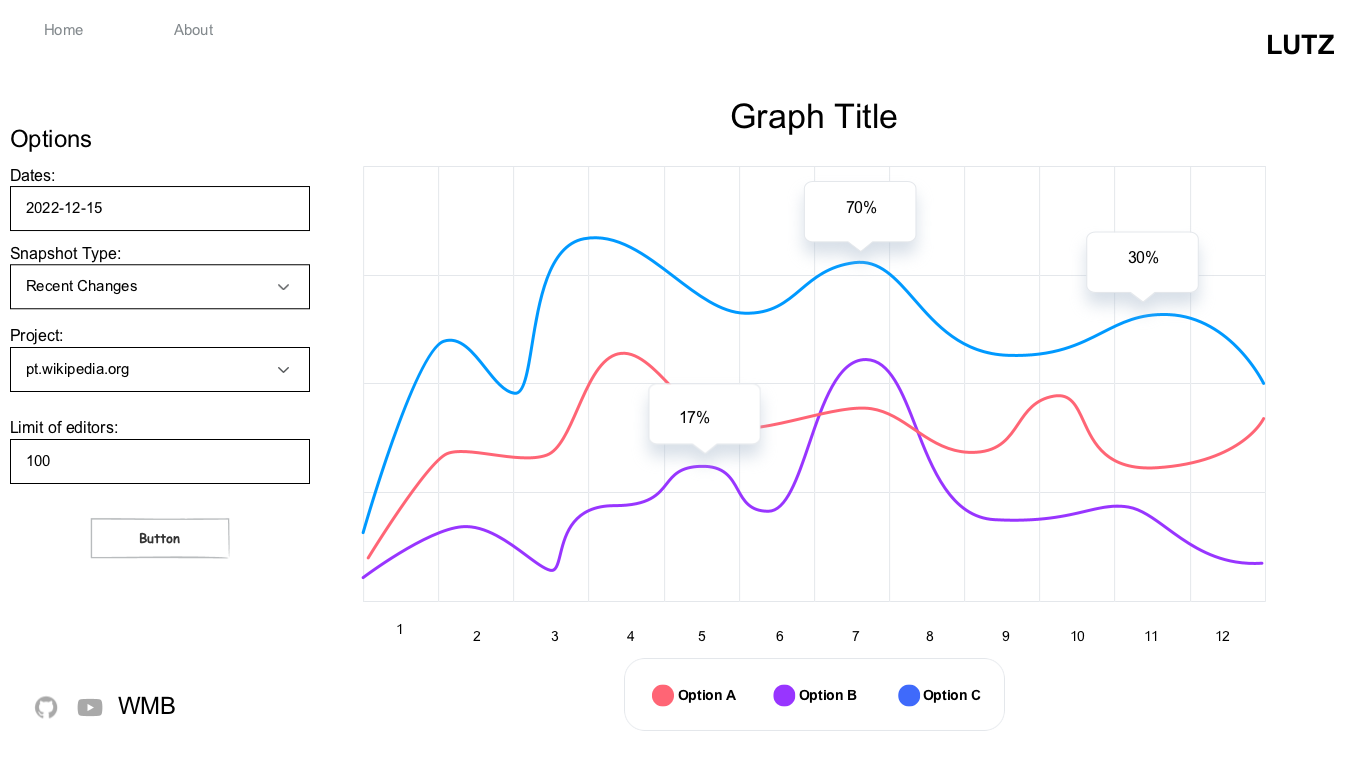 Home
About
LUTZ
Graph Title
Options
Dates:
2022-12-15
Snapshot Type:
Recent Changes
Project:
pt.wikipedia.org
Limit of editors:
100
Button
70%
30%
17%
1 2 3 4 5 6 7 8 9 10 11 12
Option A Option B Option C
WMB